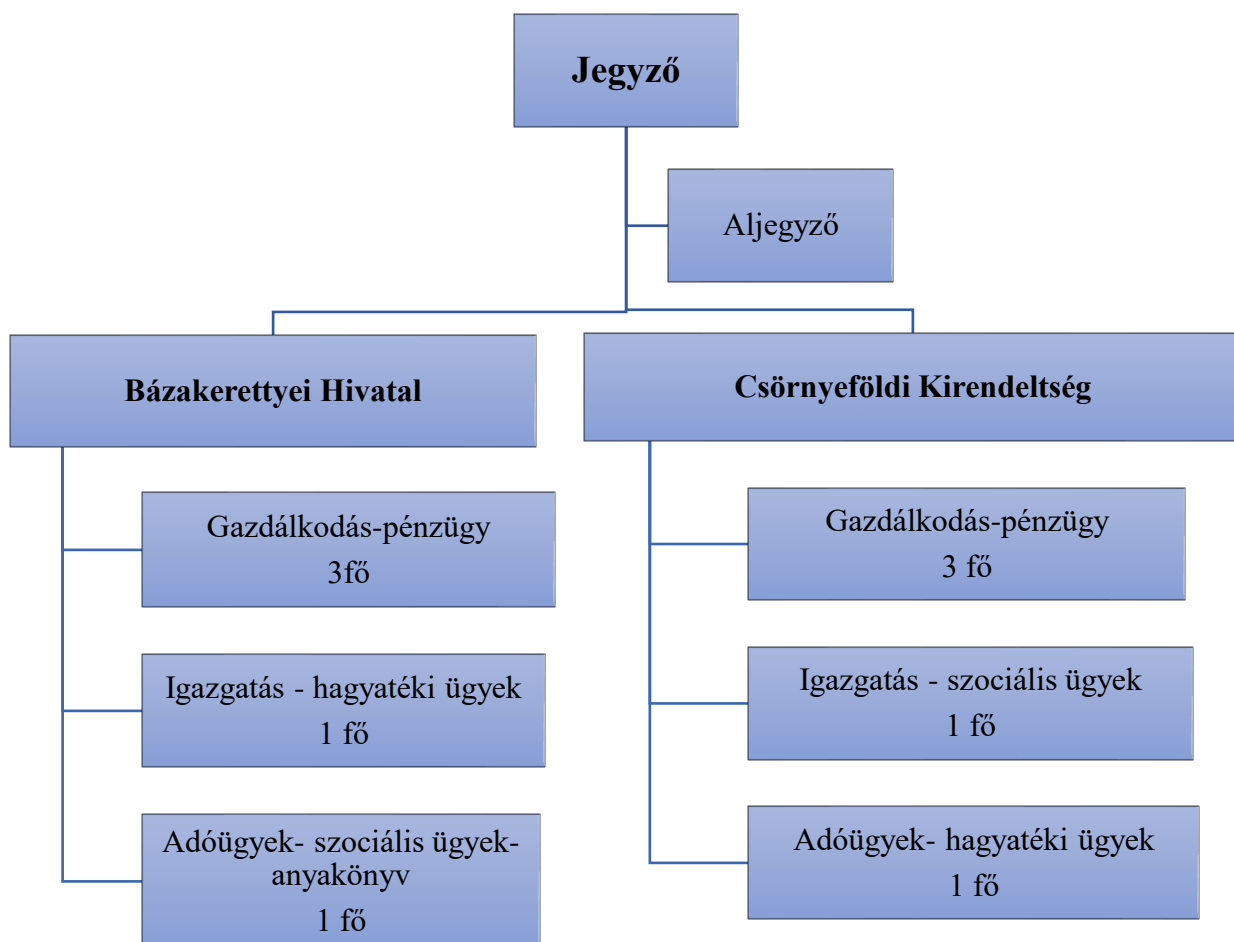 Jegyző
Aljegyző
Bázakerettyei Hivatal
Gazdálkodás-pénzügy
3fő
Igazgatás - hagyatéki ügyek
1 fő
Adóügyek- szociális ügyek-
anyakönyv
1 fő
Csörnyeföldi Kirendeltség
Gazdálkodás-pénzügy
3 fő
Igazgatás - szociális ügyek
1 fő
Adóügyek- hagyatéki ügyek
1 fő